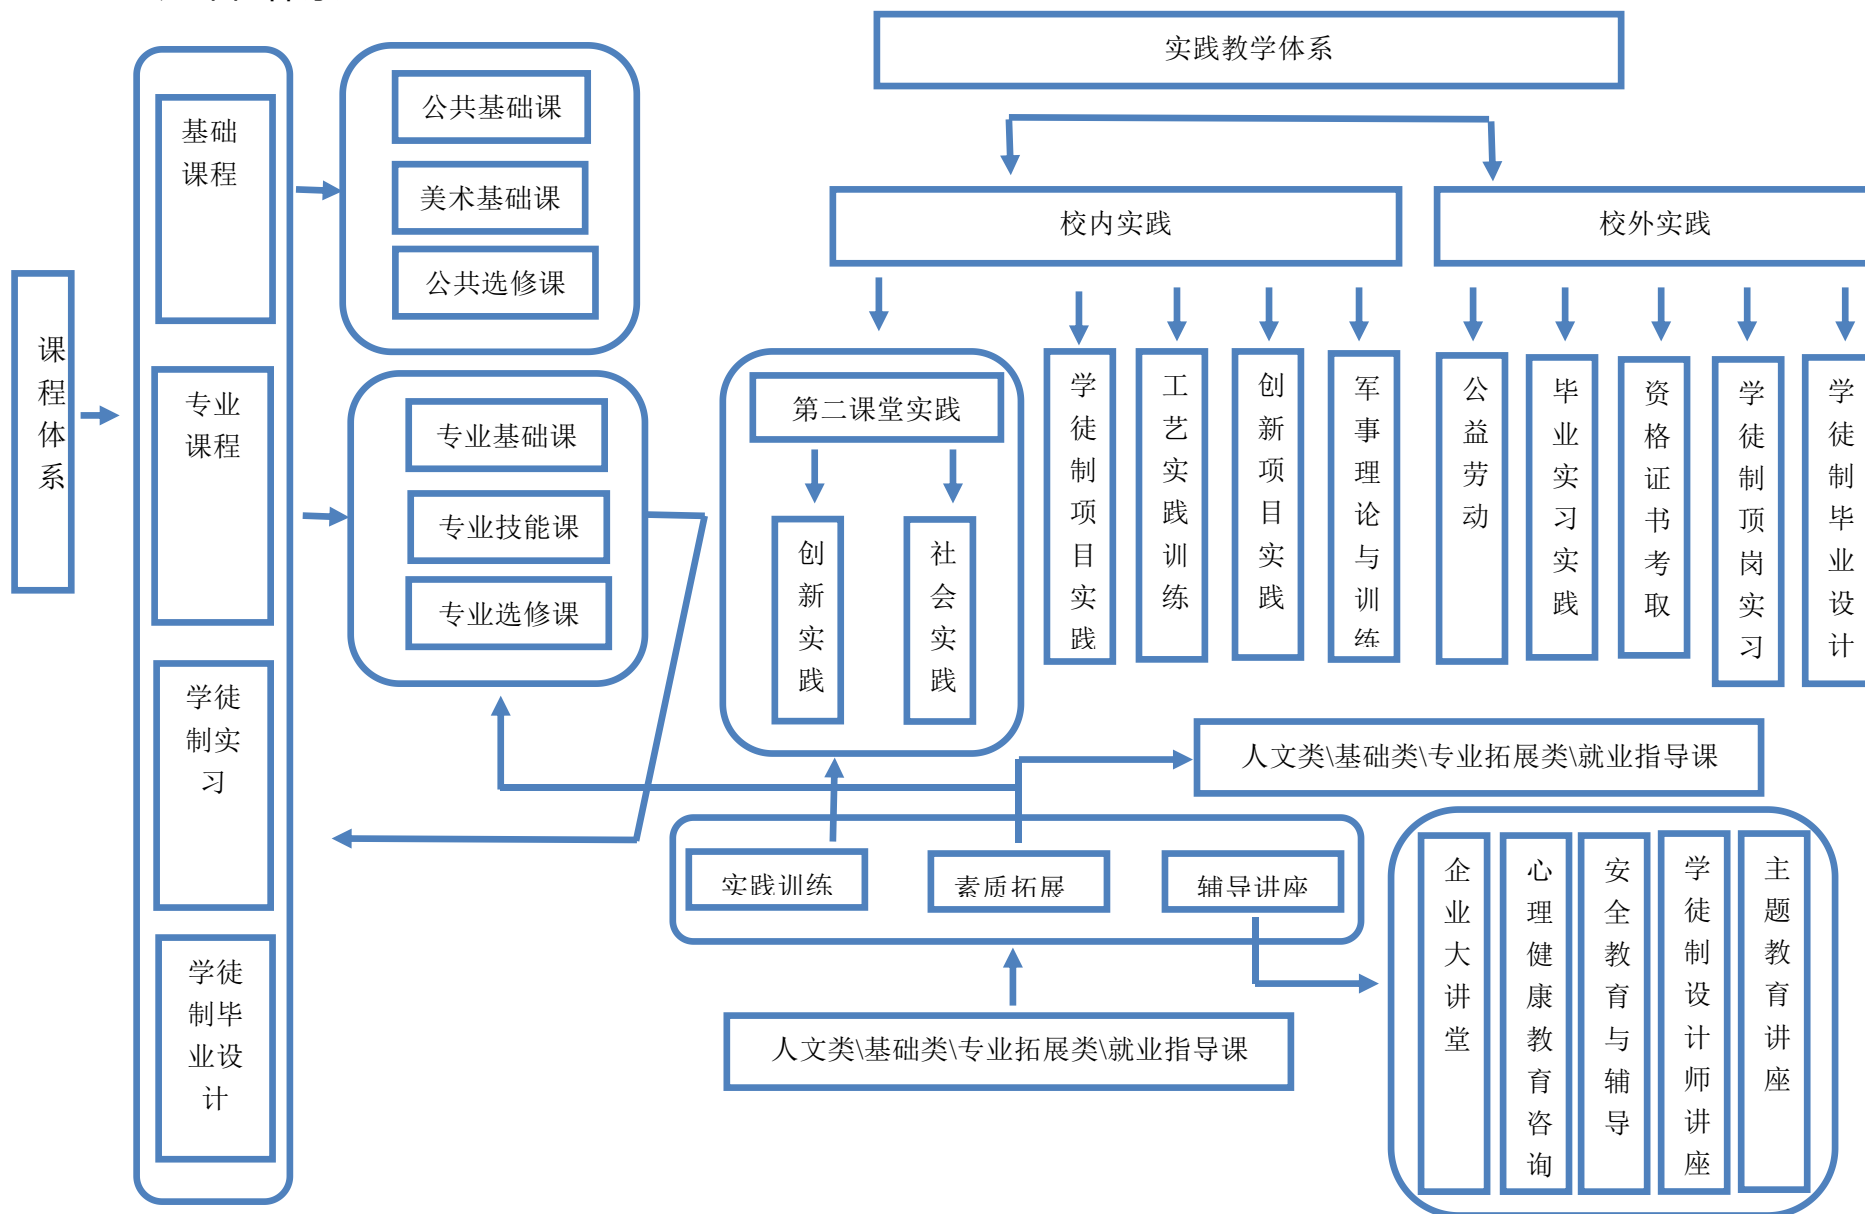 实践教学体系
课程体系
基础
课程
专业
课程
学徒
制实
习
学徒
制毕
业设
计
公共基础课
美术基础课
公共选修课
专业基础课
专业技能课
专业选修课
校内实践
校外实践
第二课堂实践
创新实践
社会实践
学徒制项目实践
工艺实践训练
创新项目实践
军事理论与训练
公益劳动
毕业实习实践
资格证书考取
学徒制顶岗实习
学徒制毕业设计
人文类\基础类\专业拓展类\就业指导课
实践训练
素质拓展
辅导讲座
人文类\基础类\专业拓展类\就业指导课
企业大讲堂
心理健康教育咨询
安全教育与辅导
学徒制设计师讲座
主题教育讲座